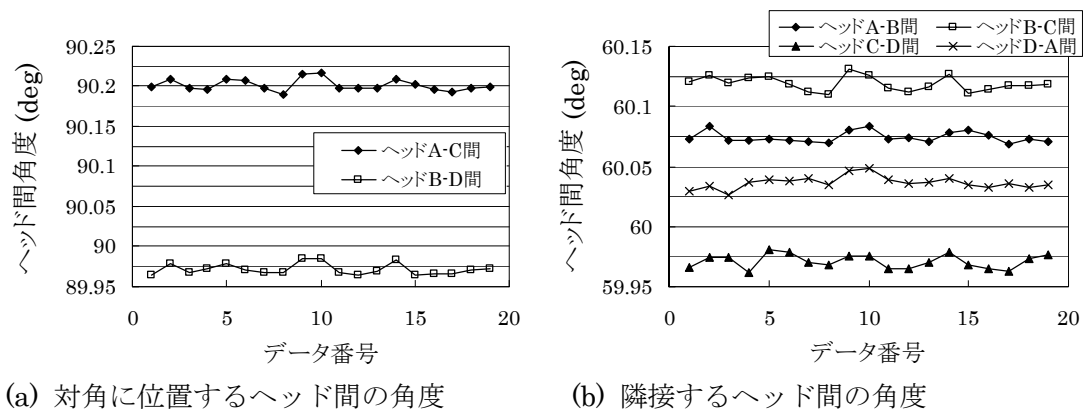 90.25
90.2
90.15
90.1
90.05
90
89.95
ヘッド間角度 (deg)
ヘッドA-C間
ヘッドB-D間
0 5 10 15 20
データ番号
(a) 対角に位置するヘッド間の角度
ヘッドA-B間 ヘッドB-C間
ヘッドC-D間 ヘッドD-A間
60.15
60.1
60.05
60
59.95
ヘッド間角度 (deg)
0 5 10 15 20
データ番号
(b) 隣接するヘッド間の角度